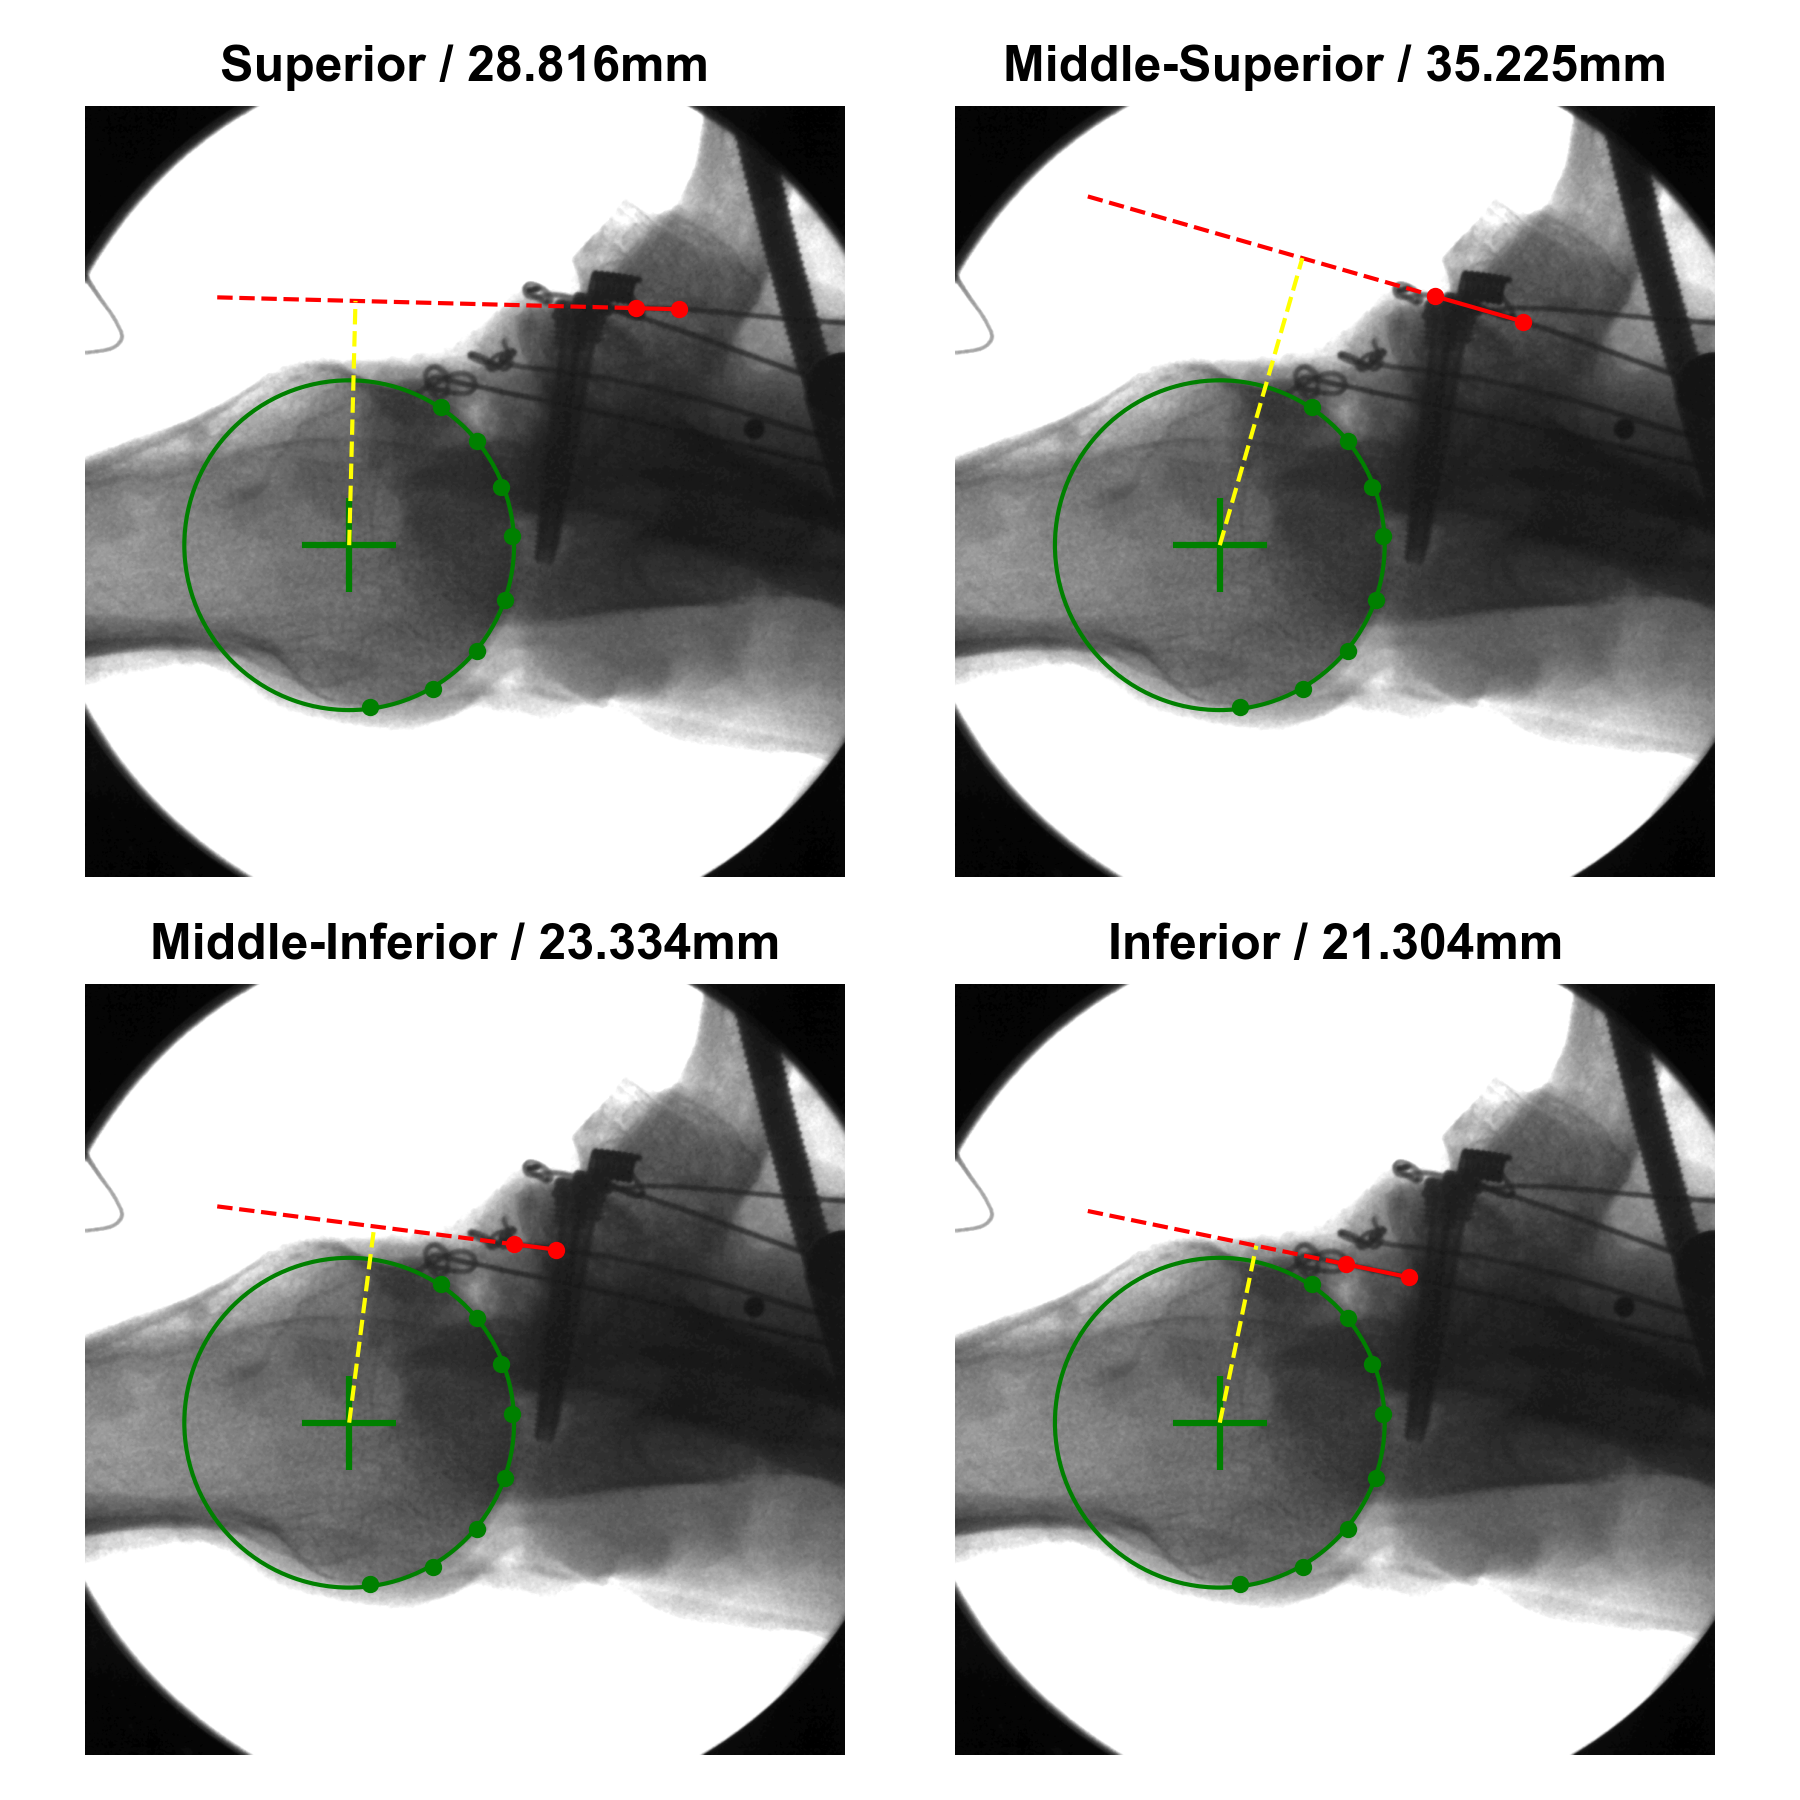 Superior / 28.816mm
Middle-Superior / 35.225mm
Middle-Inferior / 23.334mm
Inferior / 21.304mm